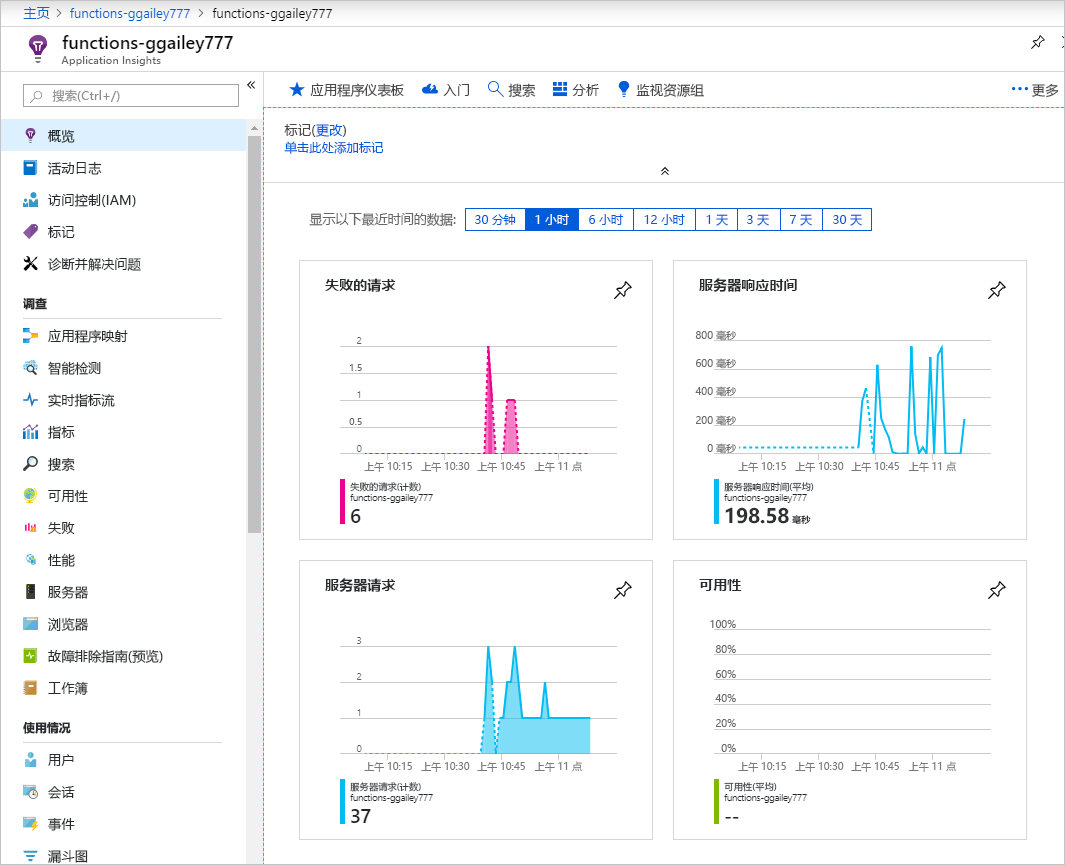 主页 > functions-ggailey777 > functions-ggailey777
functions-ggailey777
Application Insights
搜索(Ctrl+/)
«
概览
活动日志
访问控制(IAM)
标记
诊断并解决问题
调查
应用程序映射
智能检测
实时指标流
指标
搜索
可用性
失败
性能
服务器
浏览器
故障排除指南(预览)
工作簿
使用情况
用户
会话
事件
漏斗图
应用程序仪表板 入门 搜索 分析 监视资源组 更多
标记(更改)
单击此处添加标记
显示以下最近时间的数据: 30 分钟 1 小时 6 小时 12 小时 1 天 3 天 7 天 30 天
失败的请求
2
1.5
1
0.5
0
上午 10:15 上午 10:30 上午 10:45 上午 11 点
失败的请求(计数)
functions-ggailey777
6
服务器响应时间
800 毫秒
600 毫秒
400 毫秒
200 毫秒
0 毫秒
上午 10:15 上午 10:30 上午 10:45 上午 11 点
服务器响应时间(平均)
functions-ggailey777
198.58 毫秒
服务器请求
3
2
1
0
上午 10:15 上午 10:30 上午 10:45 上午 11 点
服务器请求(计数)
functions-ggailey777
37
可用性
100%
80%
60%
40%
20%
0%
上午 10:15 上午 10:30 上午 10:45 上午 11 点
可用性(平均)
functions-ggailey777
--